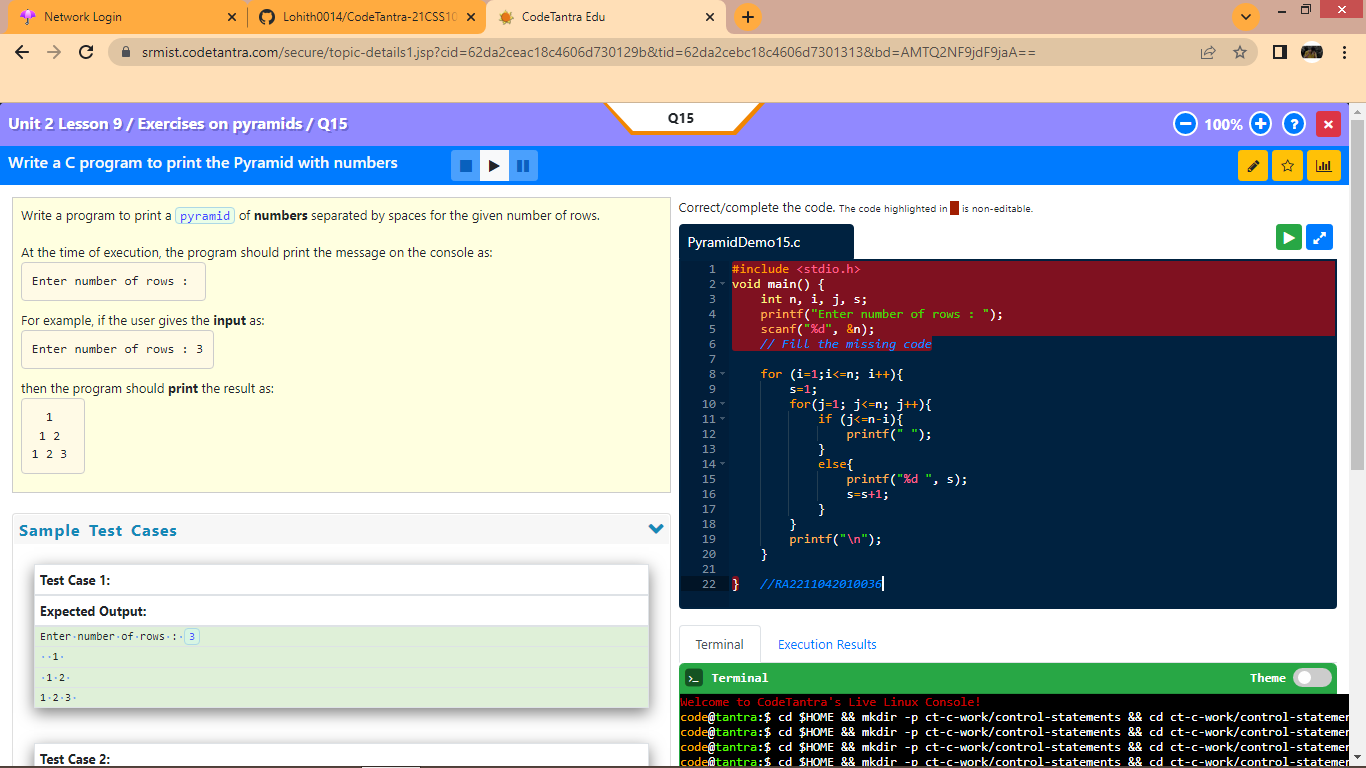 Network Login
Lohith0014/CodeTantra-21CSS10
CodeTantra Edu
srmist.codetantra.com/secure/topic-details1.jsp?cid=62da2ceac18c4606d730129b&tid=62da2cebc18c4606d7301313&bd=AMTQ2NF9jdF9jaA==
Unit 2 Lesson 9 / Exercises on pyramids / Q15
Q15
100%
?
Write a C program to print the Pyramid with numbers
Write a program to print a pyramid of numbers separated by spaces for the given number of rows.
At the time of execution, the program should print the message on the console as:
Enter number of rows :
For example, if the user gives the input as:
Enter number of rows : 3
then the program should print the result as:
  1
 1 2
1 2 3
Sample Test Cases
Test Case 1:
Expected Output:
Enter·number·of·rows·:·3
··1·
·1·2·
1·2·3·
Test Case 2:
Correct/complete the code. The code highlighted in is non-editable.
PyramidDemo15.c
1 #include <stdio.h>
2 void main() {
3     int n, i, j, s;
4     printf("Enter number of rows : ");
5     scanf("%d", &n);
6     // Fill the missing code
7
8     for (i=1;i<=n; i++){
9         s=1;
10         for(j=1; j<=n; j++){
11             if (j<=n-i){
12                 printf(" ");
13             }
14             else{
15                 printf("%d ", s);
16                 s=s+1;
17             }
18         }
19         printf("\n");
20     }
21
22 }   //RA2211042010036
Terminal
Execution Results
Terminal
Theme
Welcome to CodeTantra's Live Linux Console!
code@tantra:$ cd $HOME && mkdir -p ct-c-work/control-statements && cd ct-c-work/control-statemen
code@tantra:$ cd $HOME && mkdir -p ct-c-work/control-statements && cd ct-c-work/control-statemen
code@tantra:$ cd $HOME && mkdir -p ct-c-work/control-statements && cd ct-c-work/control-statemen
code@tantra:$ cd $HOME && mkdir -p ct-c-work/control-statements && cd ct-c-work/control-statemen